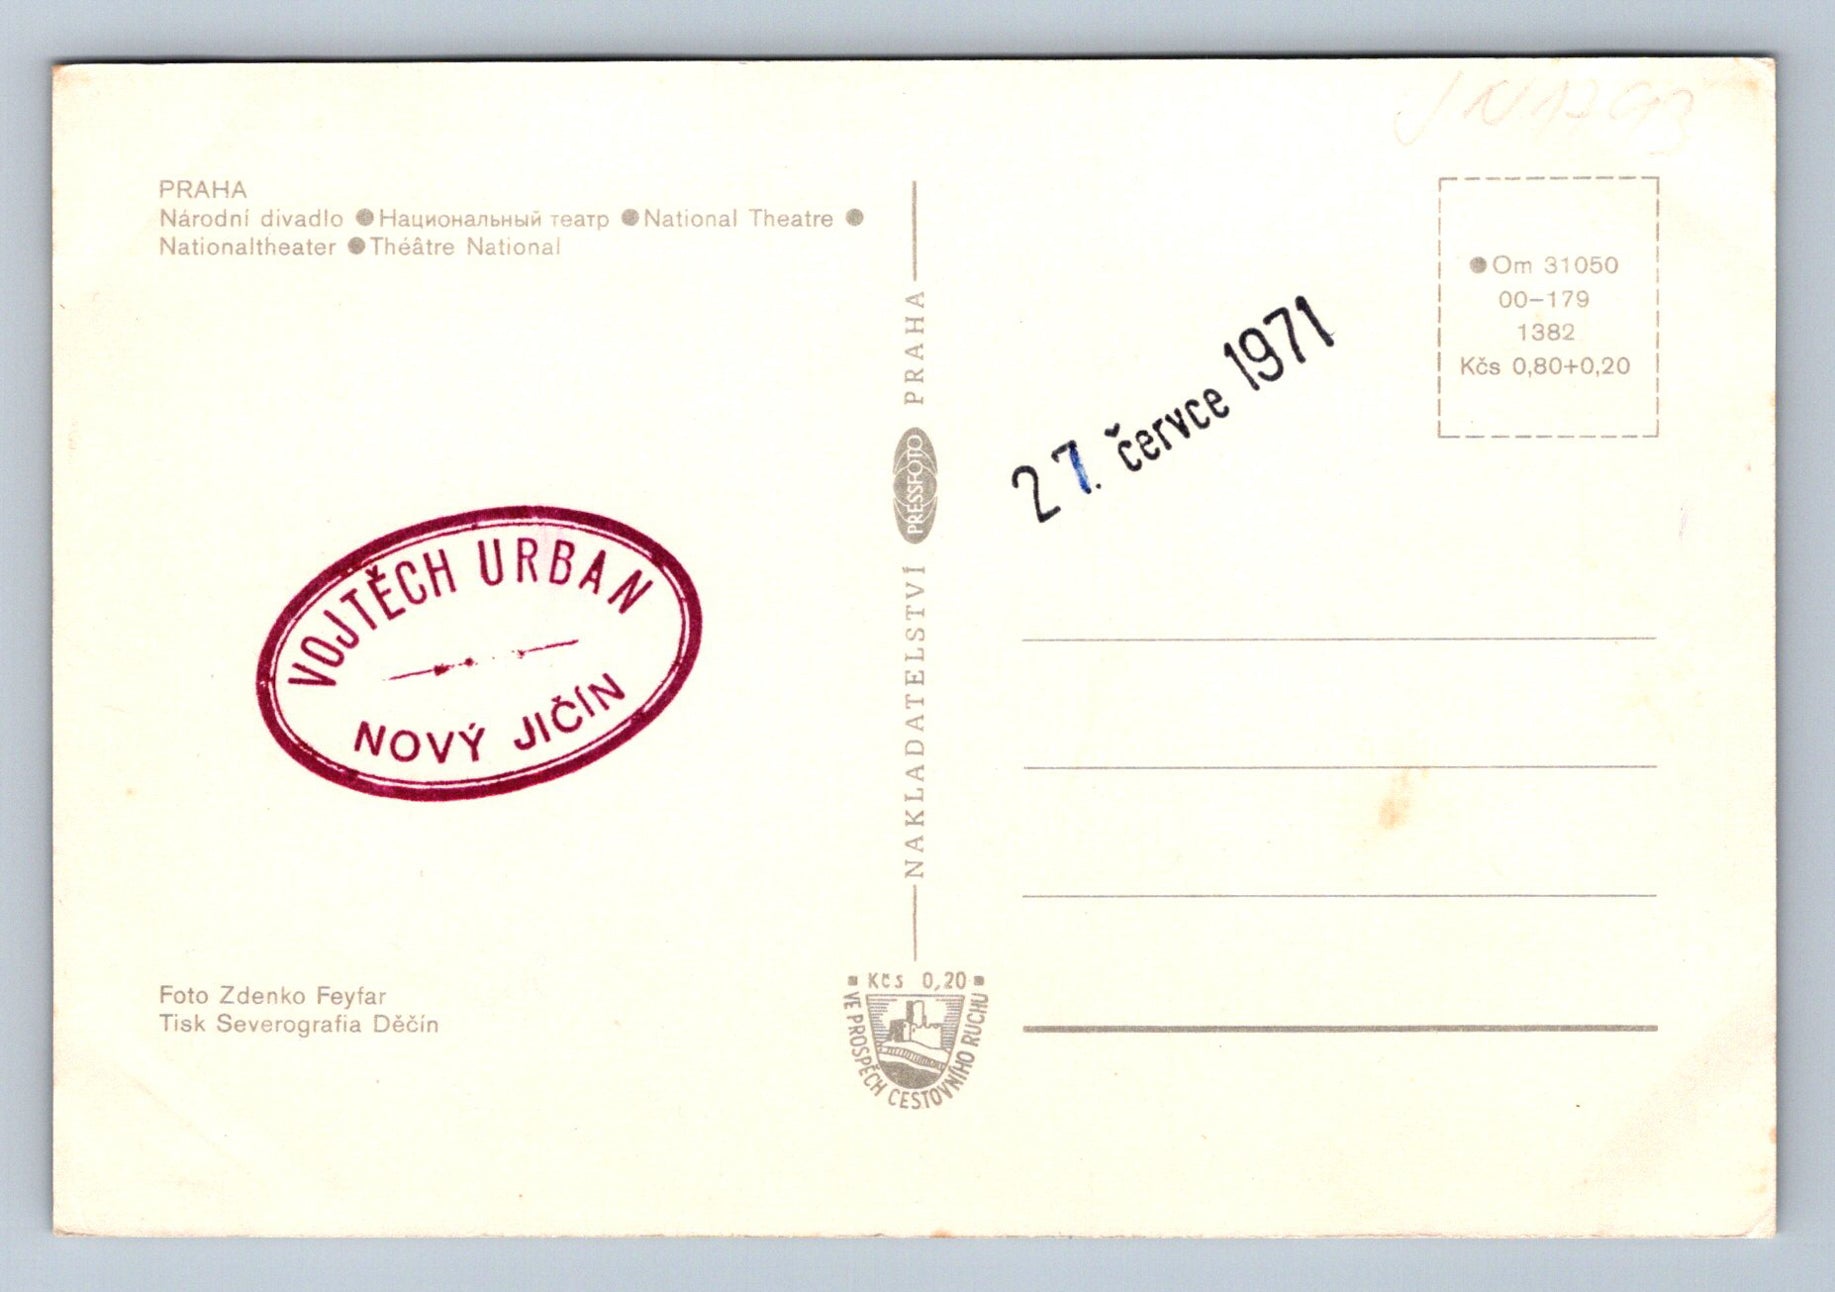 PRAHA
Národní divadlo ●Национальный театр ●National Theatre ●
Nationaltheater ●Théâtre National
VOJTĚCH URBAN
NOVÝ JIČÍN
Foto Zdenko Feyfar
Tisk Severografia Děčín
NAKLADATELSTVÍ PRESSFOTO PRAHA
Kčs 0,20
VE PROSPĚCH CESTOVNÍHO RUCHU
27. července 1971
●Om 31050
00-179
1382
Kčs 0,80+0,20